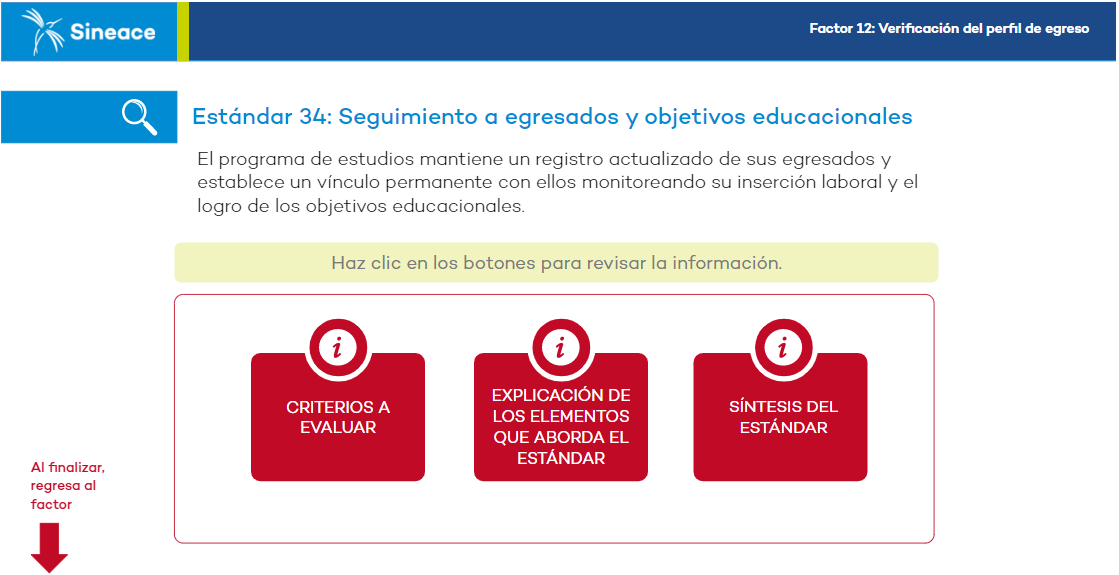 Sineace
Factor 12: Verificación del perfil de egreso
Estándar 34: Seguimiento a egresados y objetivos educacionales
El programa de estudios mantiene un registro actualizado de sus egresados y
establece un vínculo permanente con ellos monitoreando su inserción laboral y el
logro de los objetivos educacionales.
Haz clic en los botones para revisar la información.
i
CRITERIOS A
EVALUAR
i
EXPLICACIÓN DE
LOS ELEMENTOS
QUE ABORDA EL
ESTÁNDAR
i
SÍNTESIS DEL
ESTÁNDAR
Al finalizar,
regresa al
factor